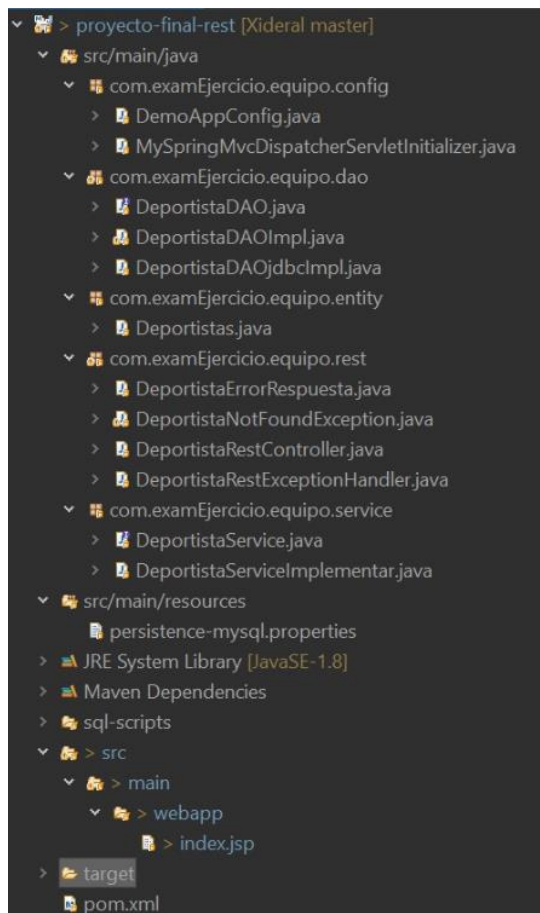 > proyecto-final-rest [Xideral master]
src/main/java
com.examEjercicio.equipo.config
> DemoAppConfig.java
> MySpringMvcDispatcherServletInitializer.java
com.examEjercicio.equipo.dao
> DeportistaDAO.java
> DeportistaDAOImpl.java
> DeportistaDAOjdbcImpl.java
com.examEjercicio.equipo.entity
> Deportistas.java
com.examEjercicio.equipo.rest
> DeportistaErrorRespuesta.java
> DeportistaNotFoundException.java
> DeportistaRestController.java
> DeportistaRestExceptionHandler.java
com.examEjercicio.equipo.service
> DeportistaService.java
> DeportistaServiceImplementar.java
src/main/resources
persistence-mysql.properties
> JRE System Library [JavaSE-1.8]
> Maven Dependencies
> sql-scripts
> src
> main
> webapp
> index.jsp
> target
pom.xml